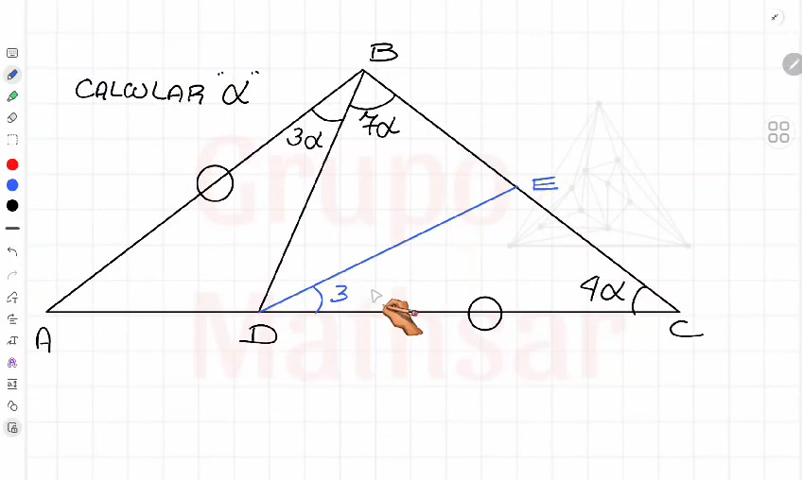 B
CALCULAR "α"
3α
7α
E
4α
3
A
D
C
Grupo
Mathsar